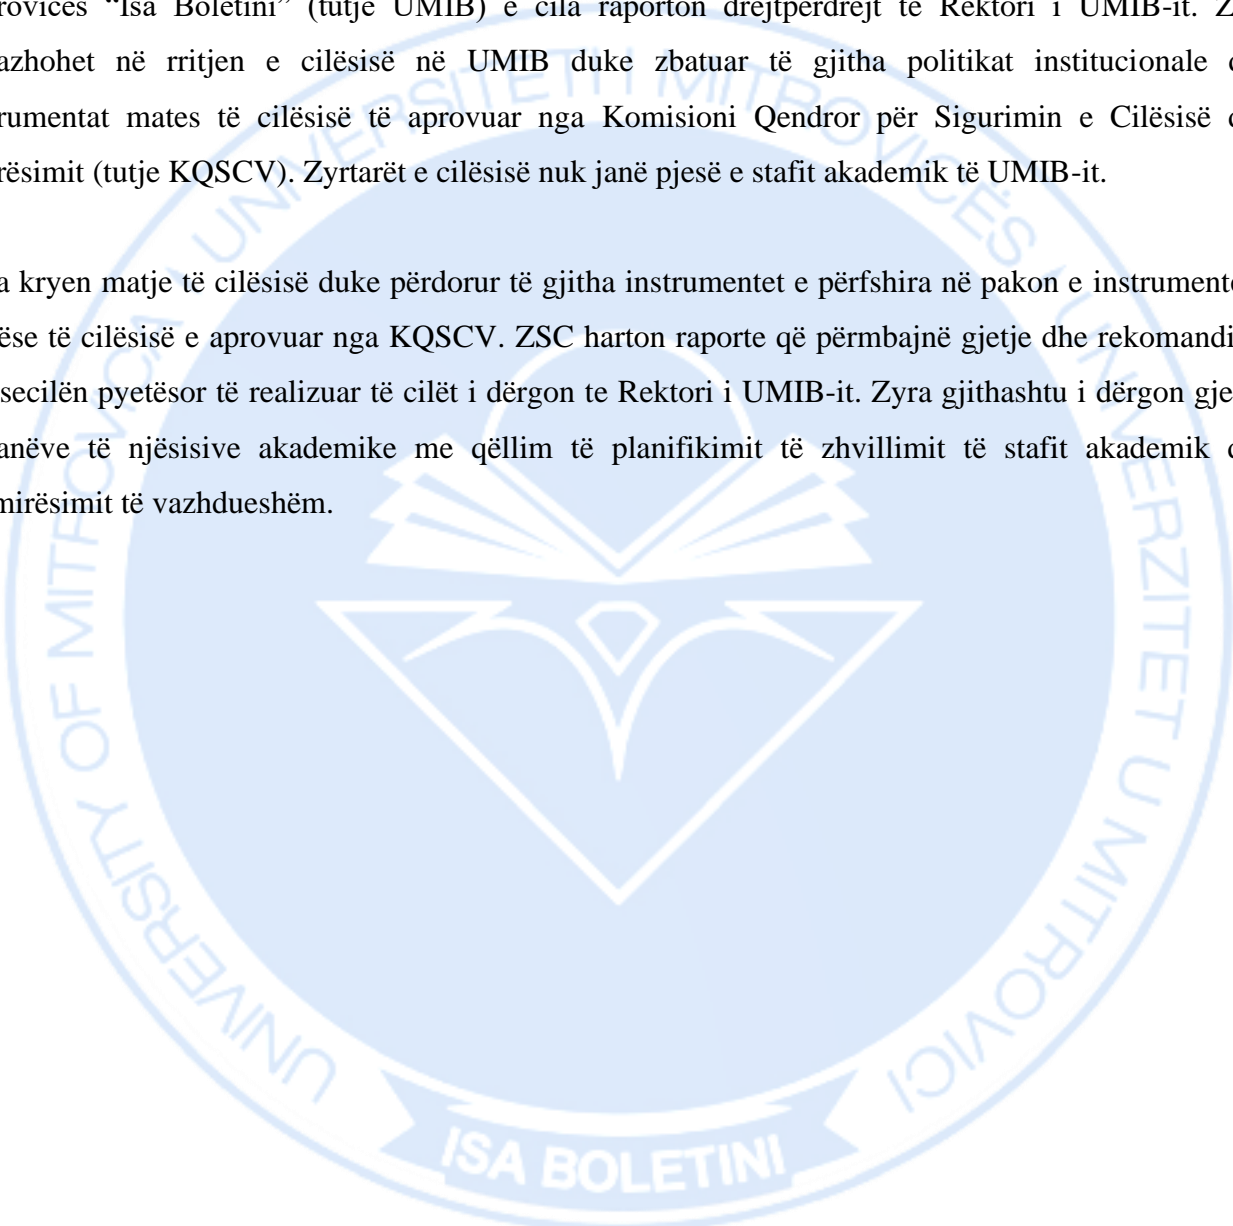 rovicës “Isa Boletini” (tutje UMIB) e cila raporton drejtpërdrejt te Rektori i UMIB-it. Z
azhohet në rritjen e cilësisë në UMIB duke zbatuar të gjitha politikat institucionale d
rumentat mates të cilësisë të aprovuar nga Komisioni Qendror për Sigurimin e Cilësisë d
rësimit (tutje KQSCV). Zyrtarët e cilësisë nuk janë pjesë e stafit akademik të UMIB-it.
a kryen matje të cilësisë duke përdorur të gjitha instrumentet e përfshira në pakon e instrument
ëse të cilësisë e aprovuar nga KQSCV. ZSC harton raporte që përmbajnë gjetje dhe rekomandi
secilën pyetësor të realizuar të cilët i dërgon te Rektori i UMIB-it. Zyra gjithashtu i dërgon gje
anëve të njësisive akademike me qëllim të planifikimit të zhvillimit të stafit akademik d
mirësimit të vazhdueshëm.
UNIVERSITETI I MITROVICËS
UNIVERZITET U MITROVICI
UNIVERSITY OF MITROVICA
ISA BOLETINI